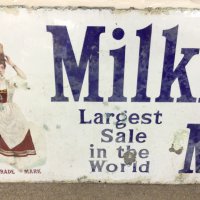 Milk
Largest
Sale
in the
World
M
TRADE MARK